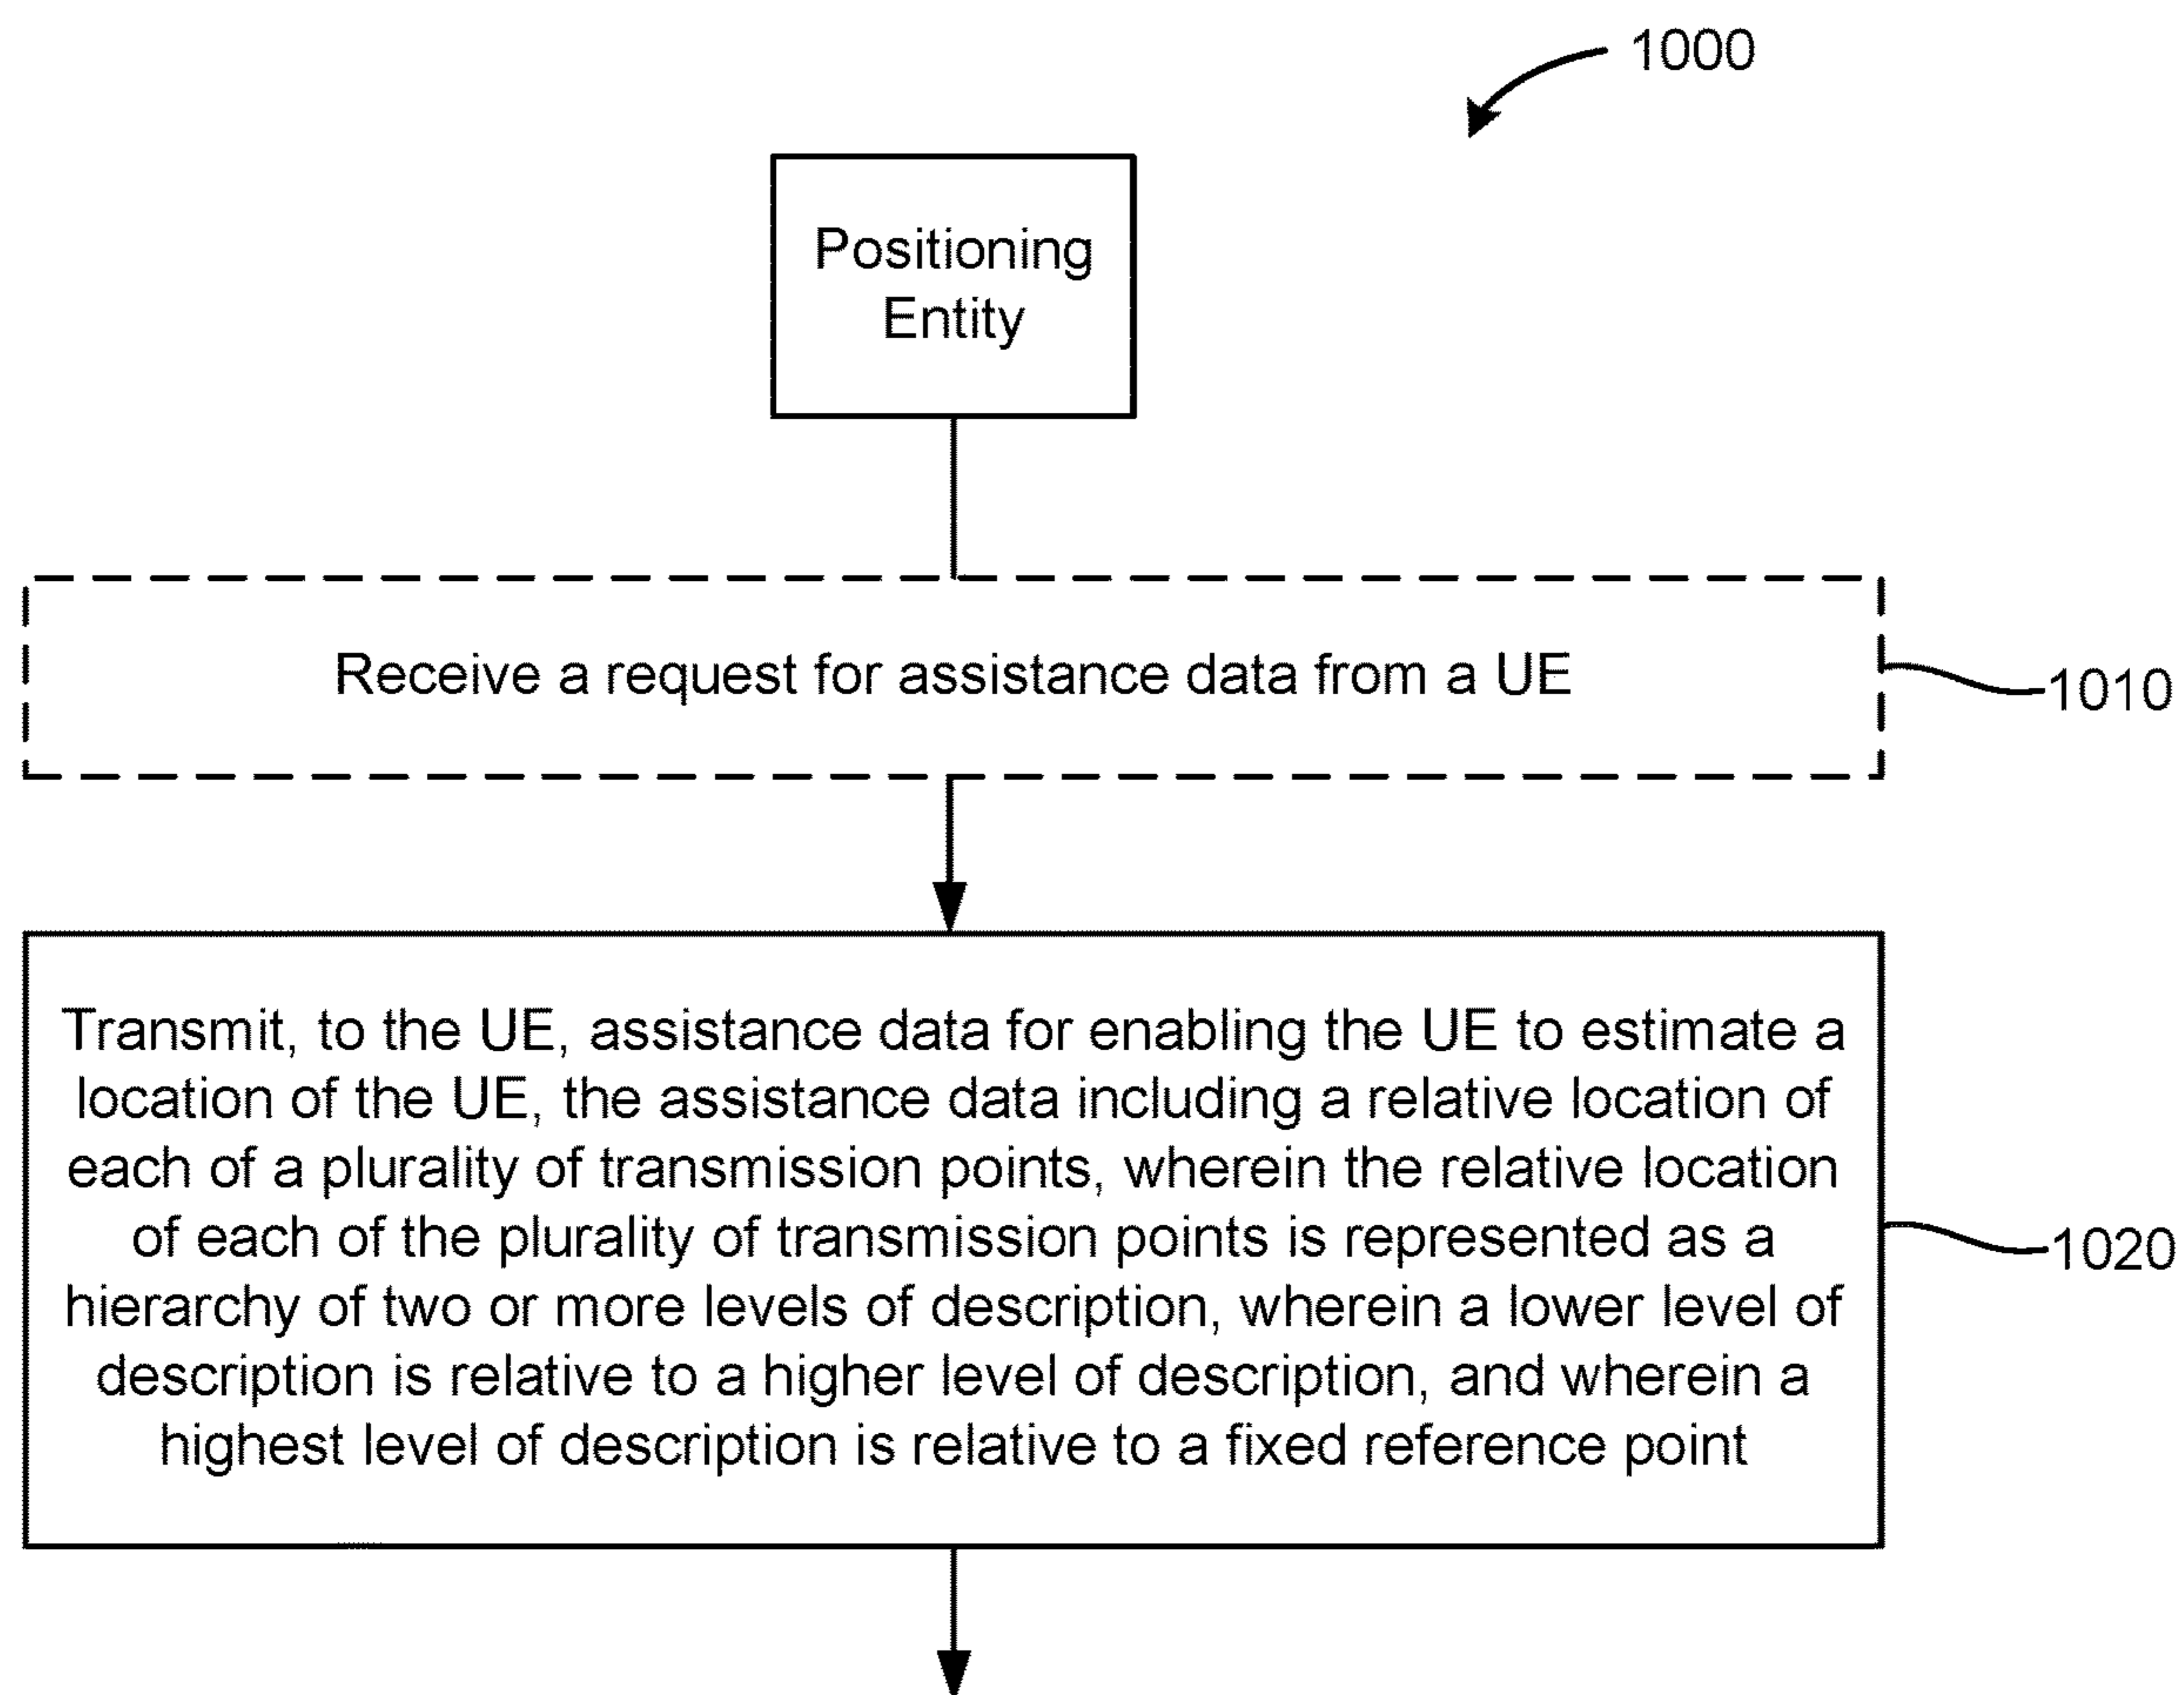 1000
Positioning
Entity
Receive a request for assistance data from a UE
1010
Transmit, to the UE, assistance data for enabling the UE to estimate a
location of the UE, the assistance data including a relative location of
each of a plurality of transmission points, wherein the relative location
of each of the plurality of transmission points is represented as a
hierarchy of two or more levels of description, wherein a lower level of
description is relative to a higher level of description, and wherein a
highest level of description is relative to a fixed reference point
1020